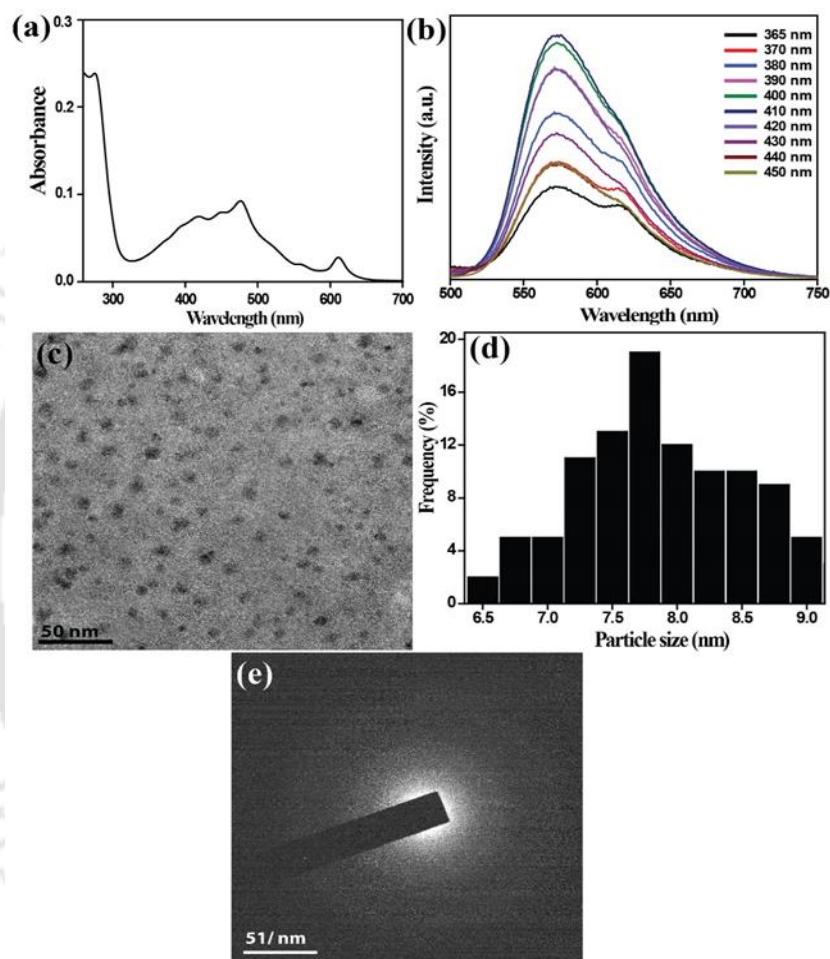 (a)
0.3
0.2
0.1
0.0
Absorbance
300 400 500 600 700
Wavelength (nm)
(b)
Intensity (a.u.)
365 nm
370 nm
380 nm
390 nm
400 nm
410 nm
420 nm
430 nm
440 nm
450 nm
500 550 600 650 700 750
Wavelength (nm)
(c)
50 nm
(d)
20
16
12
8
4
0
Frequency (%)
6.5 7.0 7.5 8.0 8.5 9.0
Particle size (nm)
(e)
51/ nm